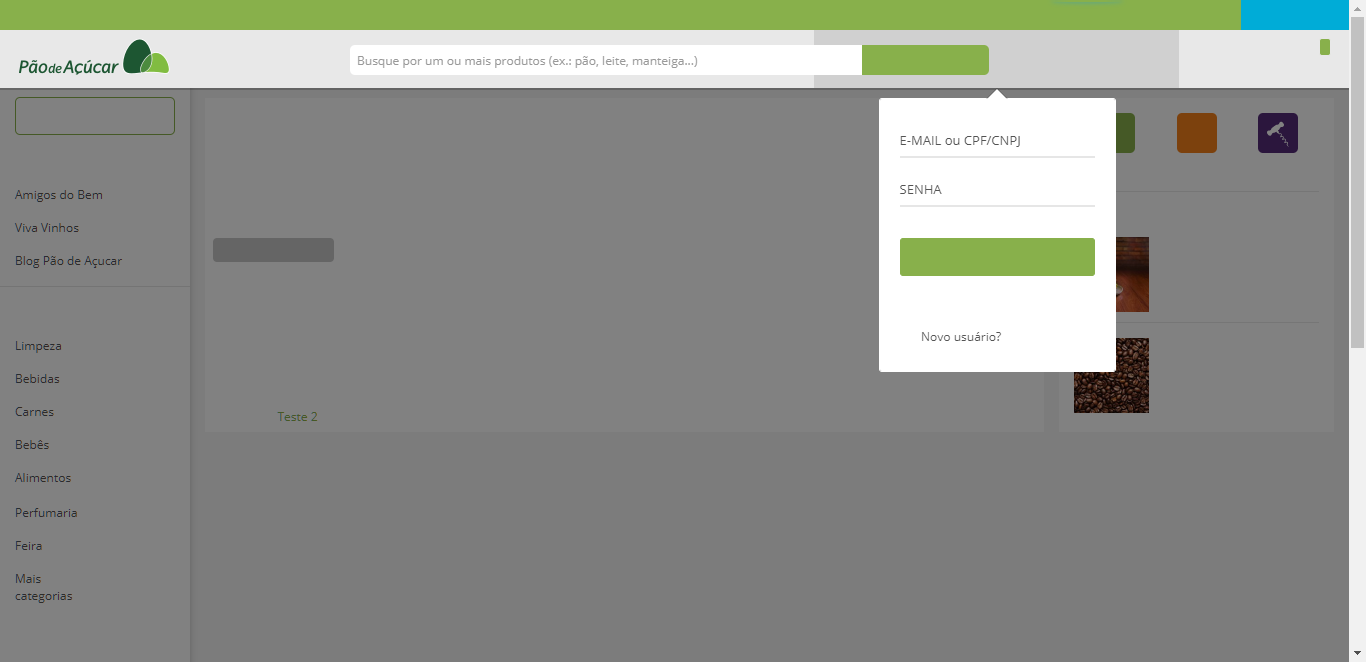 PãodeAçúcar
Busque por um ou mais produtos (ex.: pão, leite, manteiga...)
E-MAIL ou CPF/CNPJ
SENHA
Novo usuário?
Amigos do Bem
Viva Vinhos
Blog Pão de Açucar
Limpeza
Bebidas
Carnes
Bebês
Alimentos
Perfumaria
Feira
Mais
categorias
Teste 2